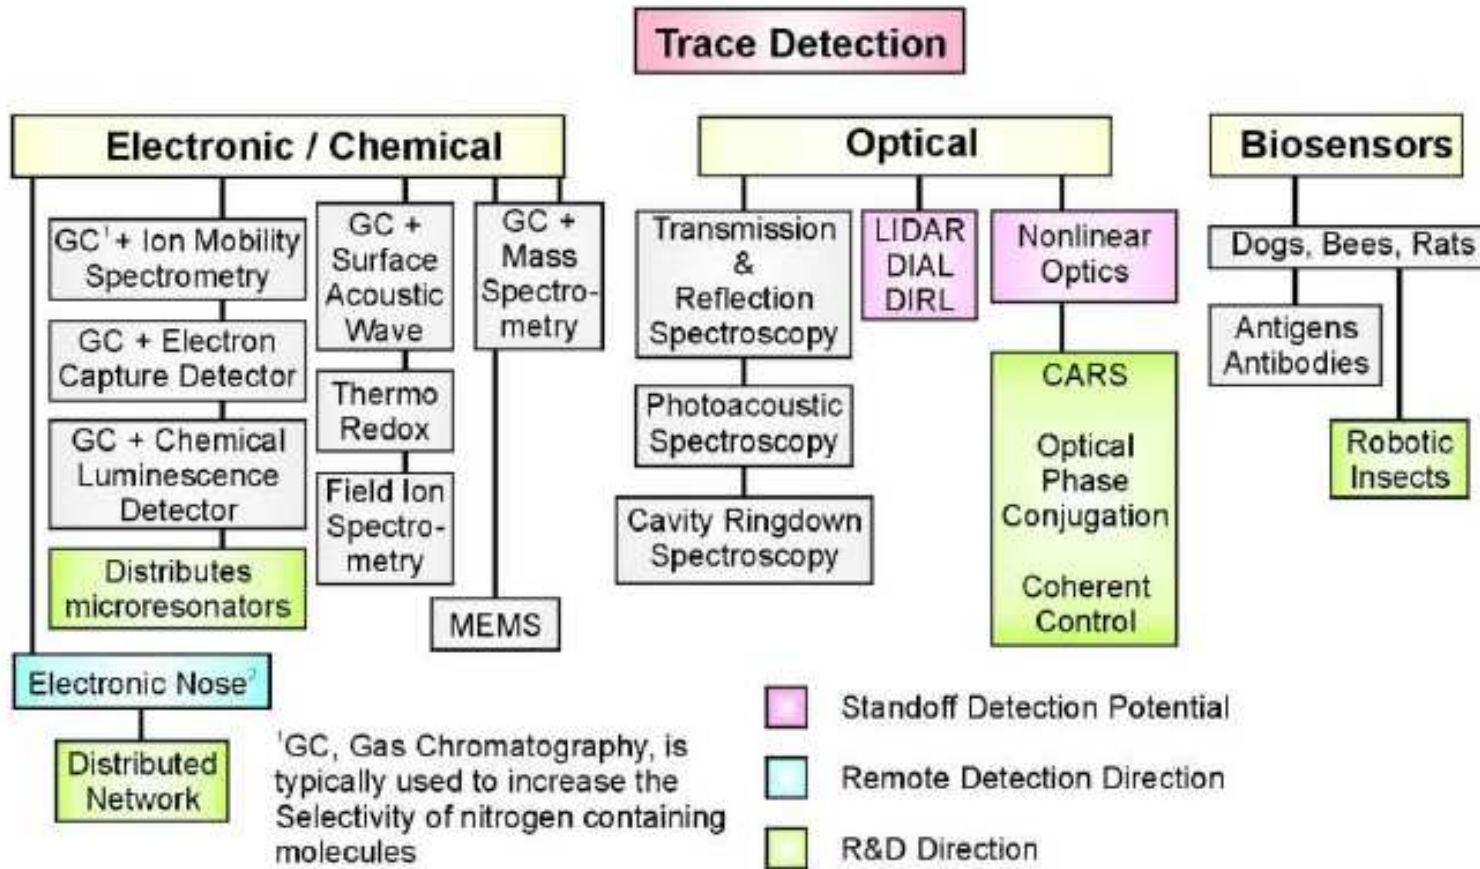 Trace Detection
Electronic / Chemical
GC¹ + Ion Mobility
Spectrometry
GC + Electron
Capture Detector
GC + Chemical
Luminescence
Detector
Distributes
microresonators
GC +
Surface
Acoustic
Wave
Thermo
Redox
Field Ion
Spectro-
metry
GC +
Mass
Spectro-
metry
MEMS
Electronic Nose²
Distributed
Network
Optical
Transmission
&
Reflection
Spectroscopy
Photoacoustic
Spectroscopy
Cavity Ringdown
Spectroscopy
LIDAR
DIAL
DIRL
Nonlinear
Optics
CARS
Optical
Phase
Conjugation
Coherent
Control
Biosensors
Dogs, Bees, Rats
Antigens
Antibodies
Robotic
Insects
¹GC, Gas Chromatography, is
typically used to increase the
Selectivity of nitrogen containing
molecules
Standoff Detection Potential
Remote Detection Direction
R&D Direction